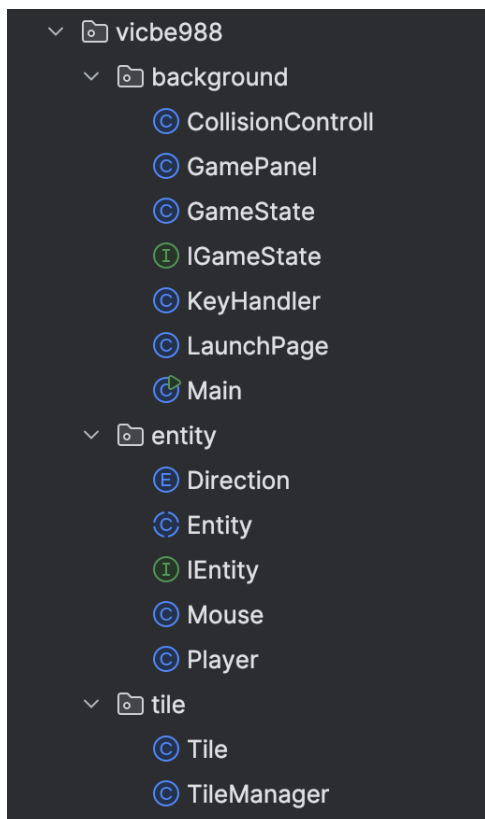 vicbe988
background
C CollisionControll
C GamePanel
C GameState
I IGameState
C KeyHandler
C LaunchPage
C Main
entity
E Direction
C Entity
I IEntity
C Mouse
C Player
tile
C Tile
C TileManager